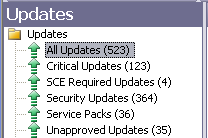 Updates
Updates
All Updates (523)
Critical Updates (123)
SCE Required Updates (4)
Security Updates (364)
Service Packs (36)
Unapproved Updates (35)